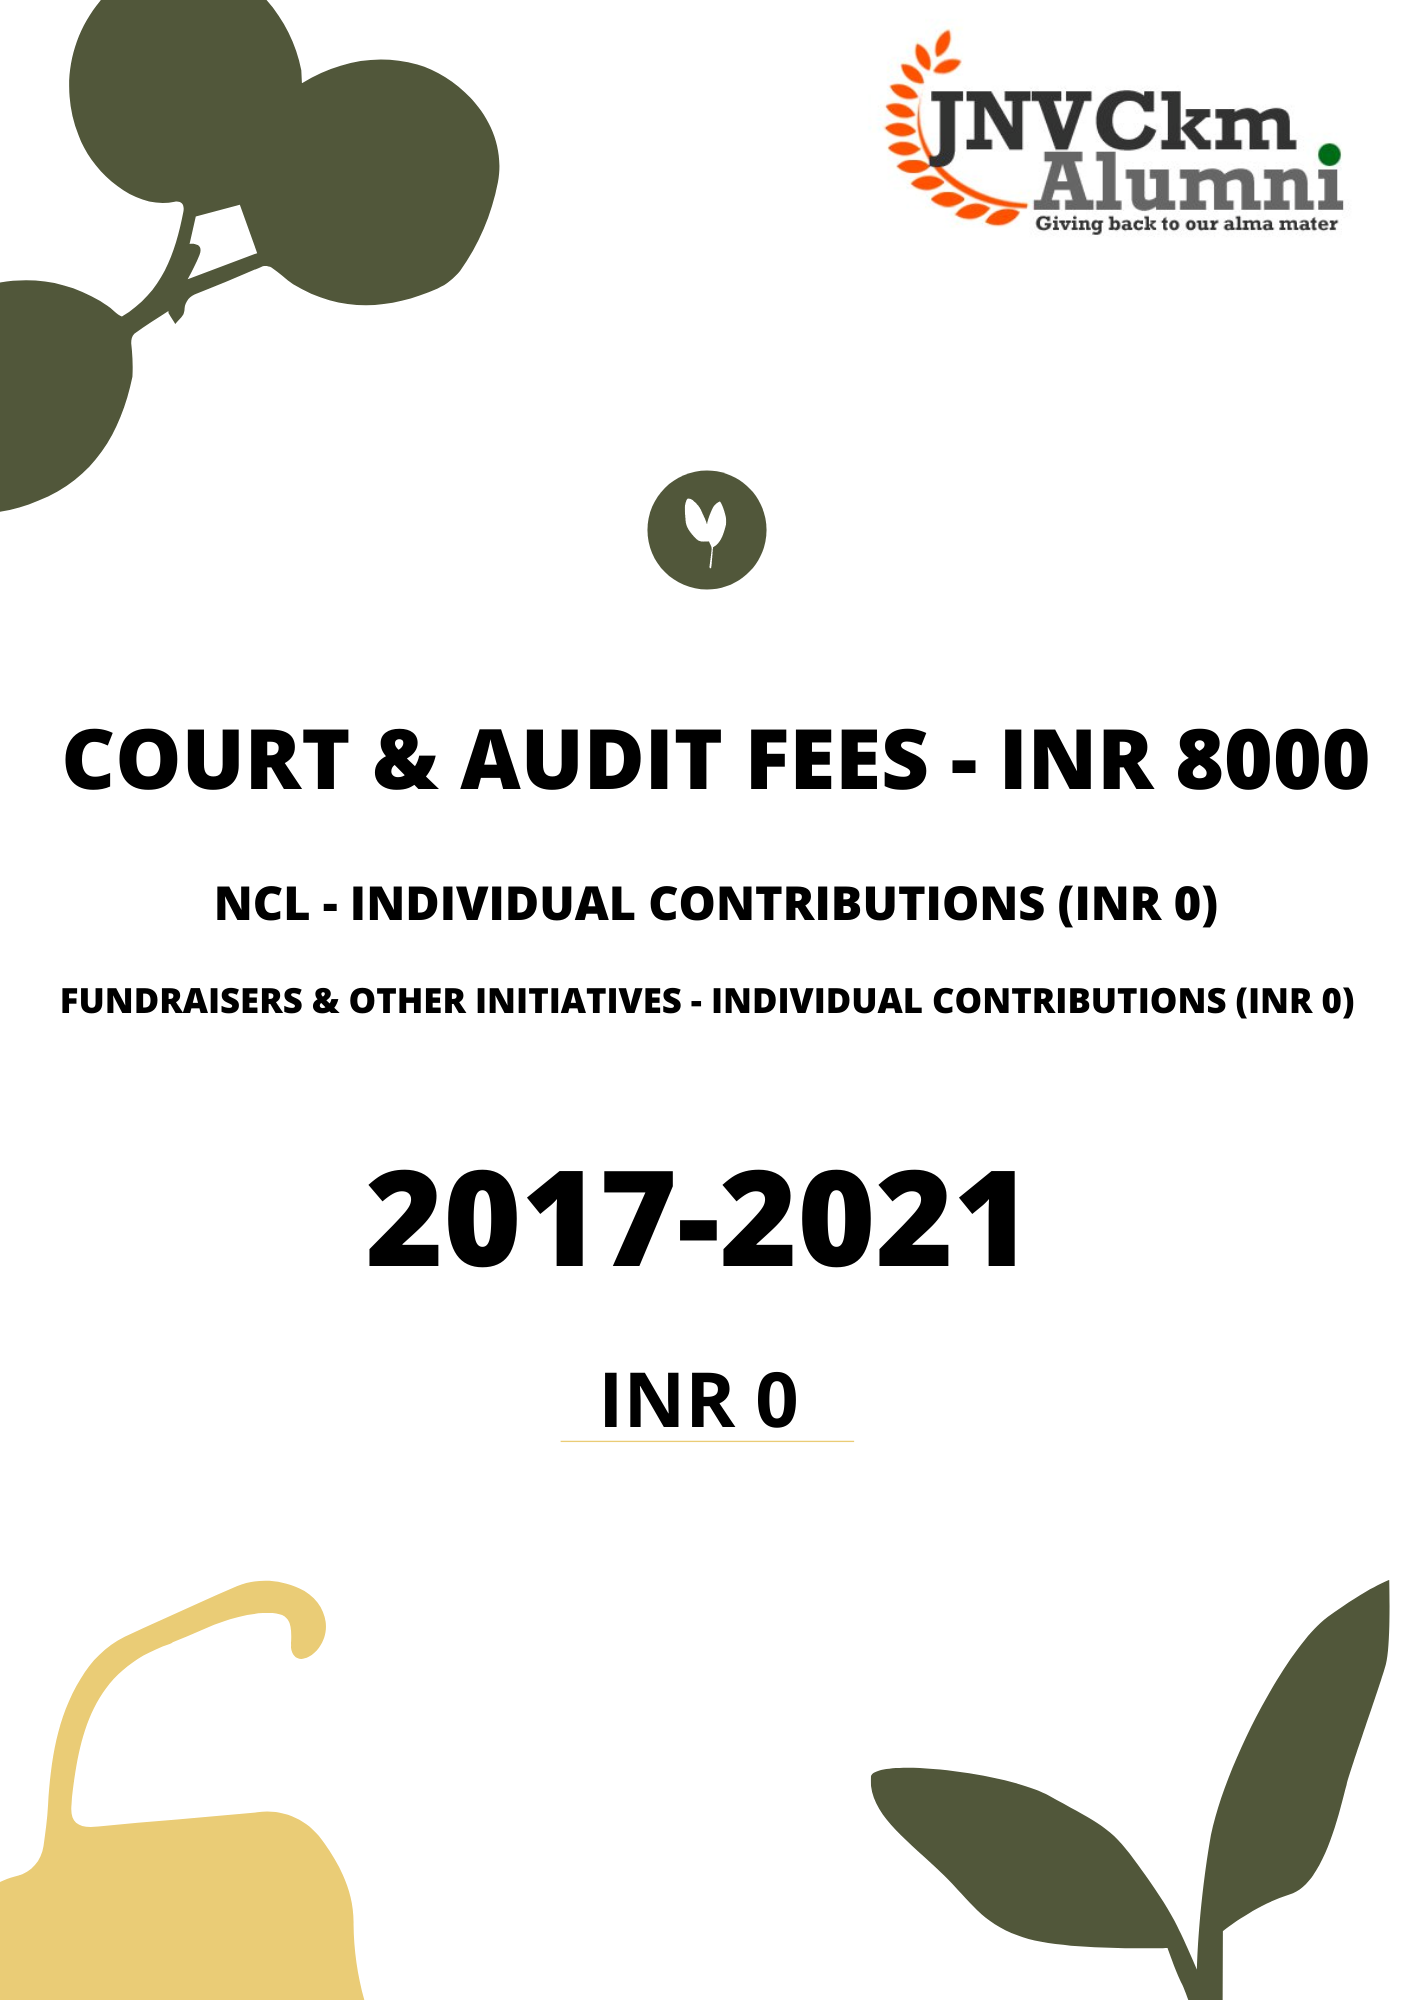 JNVCkm
Alumni
Giving back to our alma mater
COURT & AUDIT FEES - INR 8000
NCL - INDIVIDUAL CONTRIBUTIONS (INR 0)
FUNDRAISERS & OTHER INITIATIVES - INDIVIDUAL CONTRIBUTIONS (INR 0)
2017-2021
INR 0